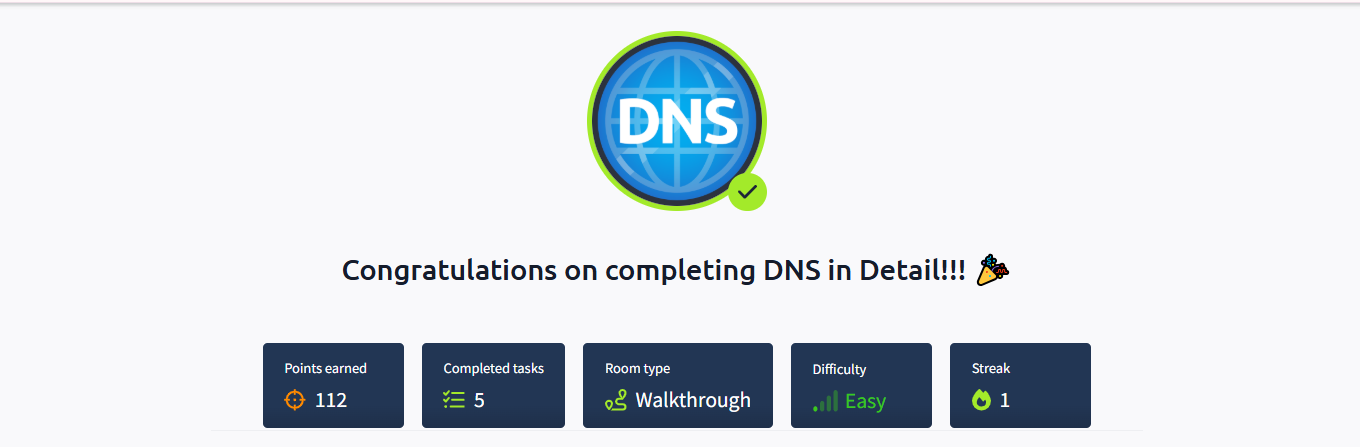 DNS
Congratulations on completing DNS in Detail!!!
Points earned
112
Completed tasks
5
Room type
Walkthrough
Difficulty
Easy
Streak
1